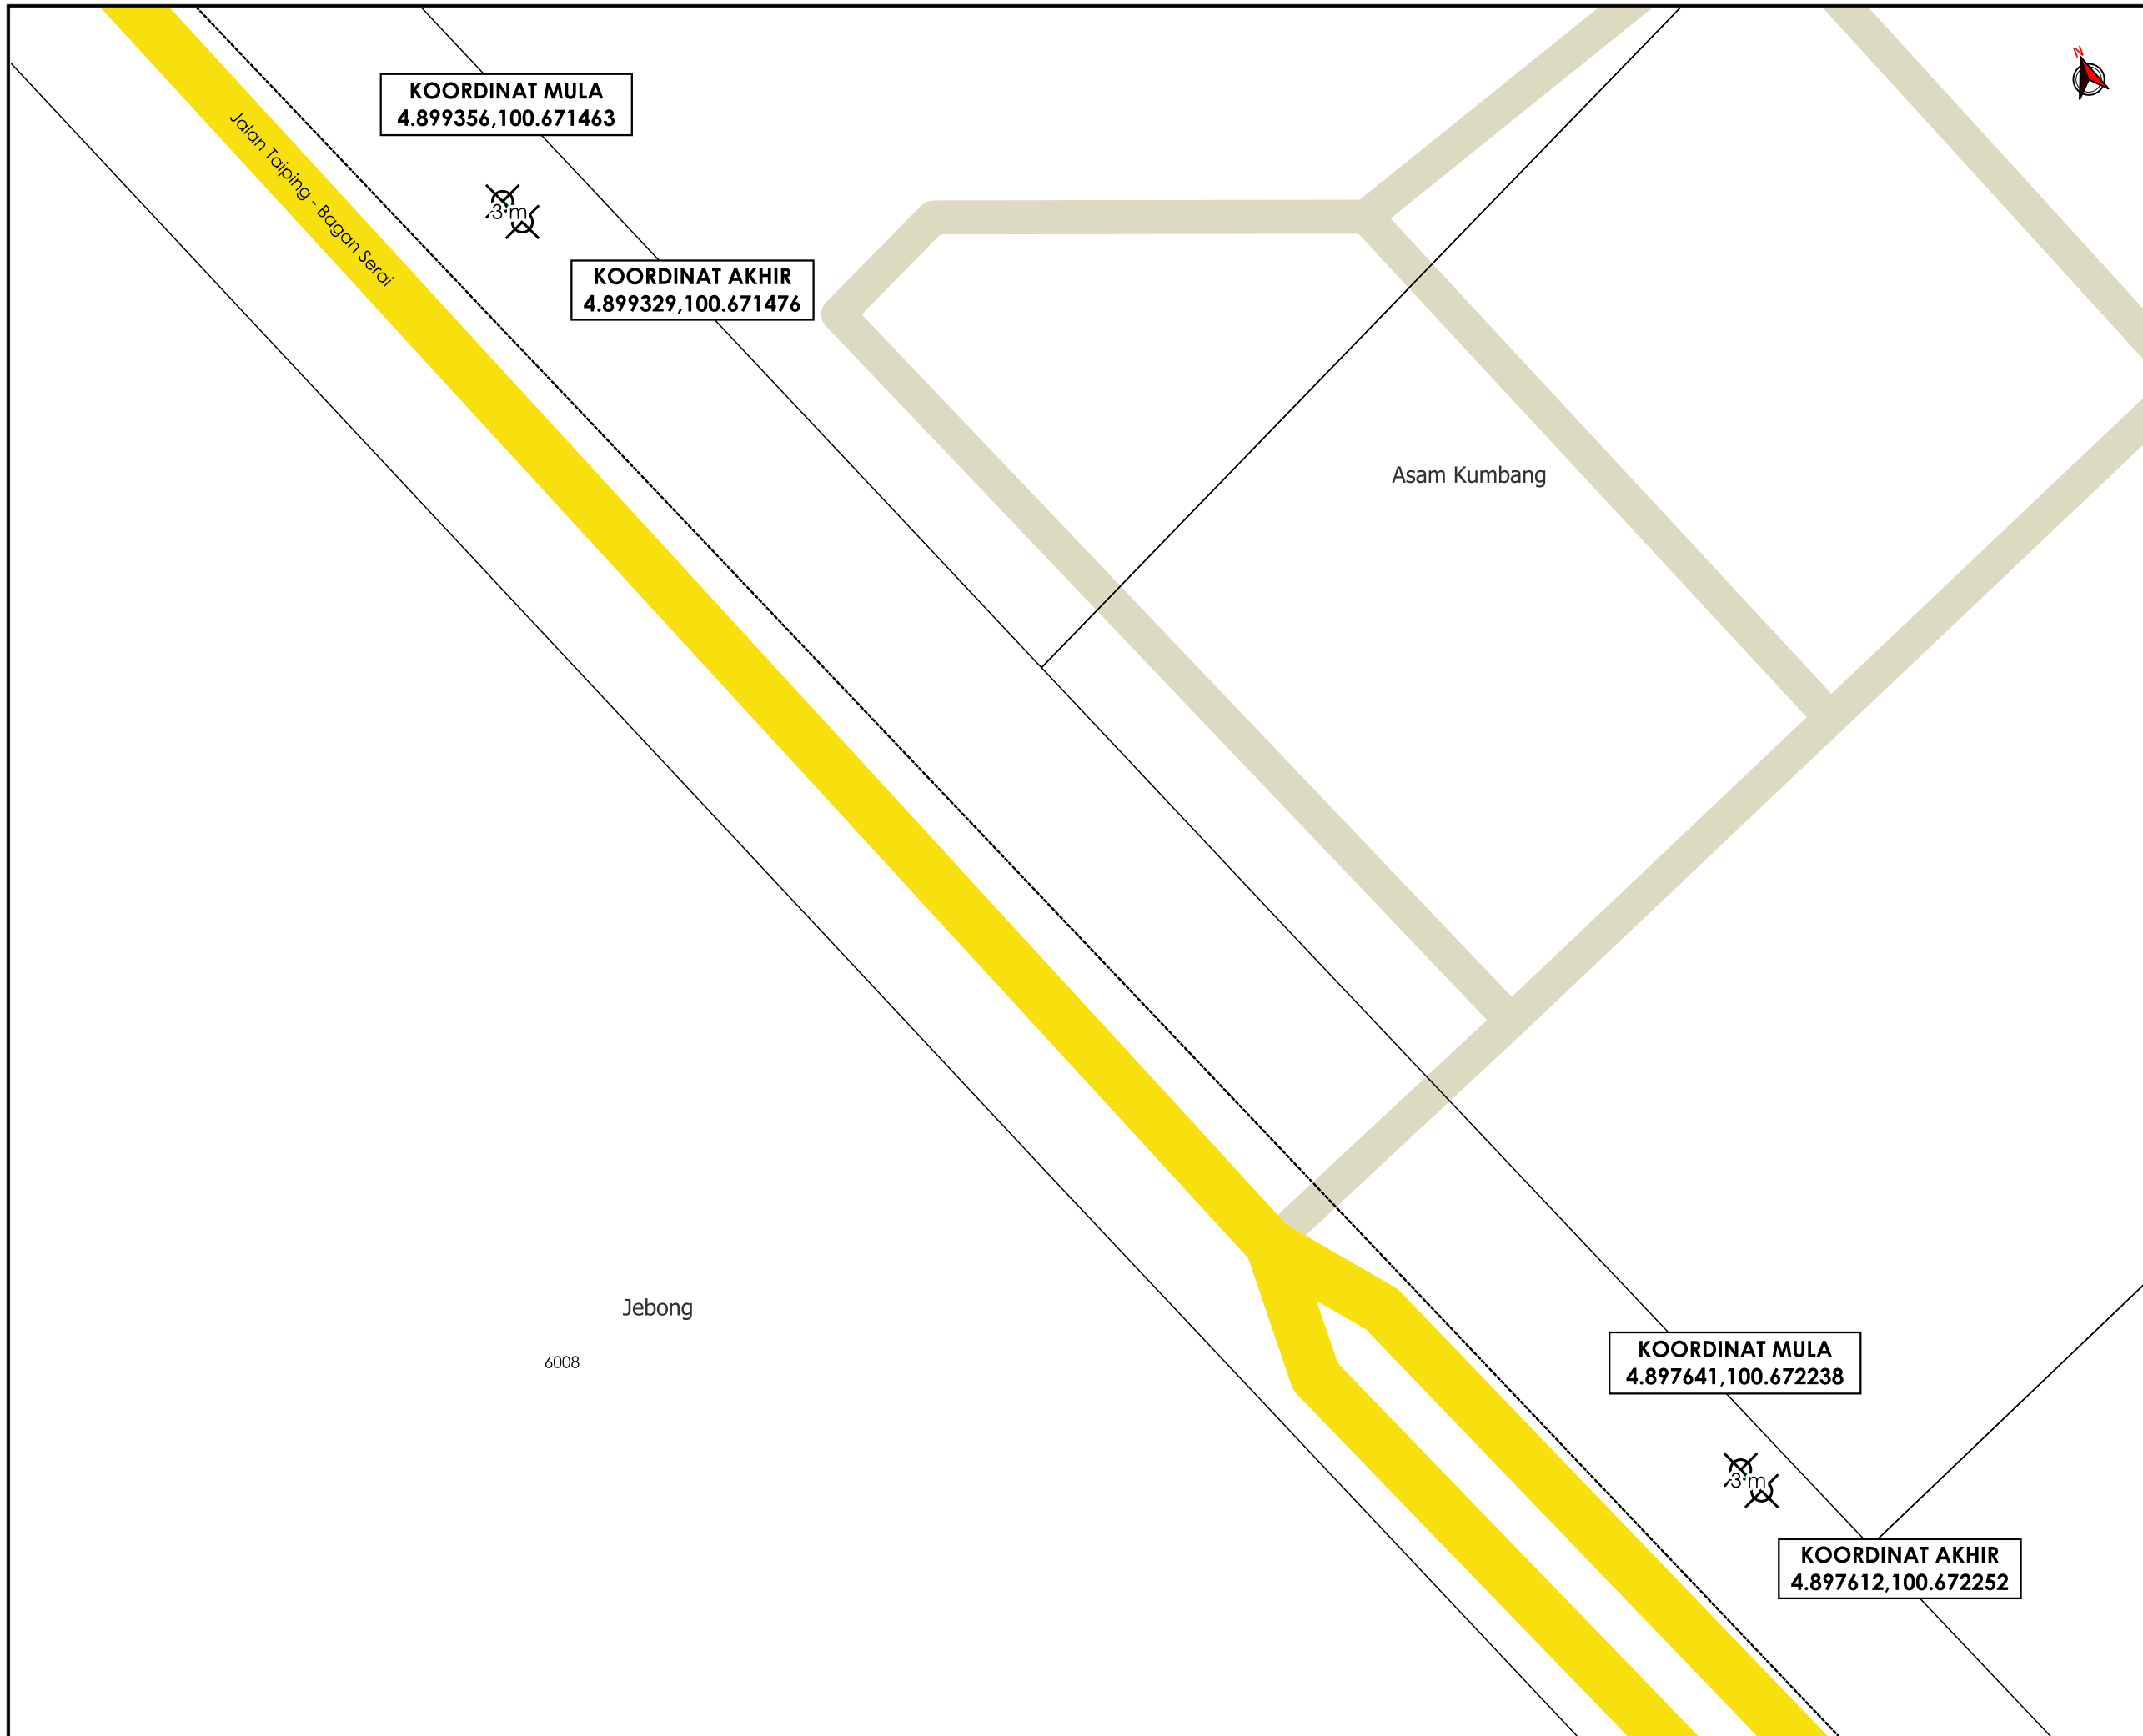 N
KOORDINAT MULA
4.899356,100.671463
Jalan Taiping - Bagan Serai
3 m
KOORDINAT AKHIR
4.899329,100.671476
Asam Kumbang
Jebong
6008
KOORDINAT MULA
4.897641,100.672238
3 m
KOORDINAT AKHIR
4.897612,100.672252